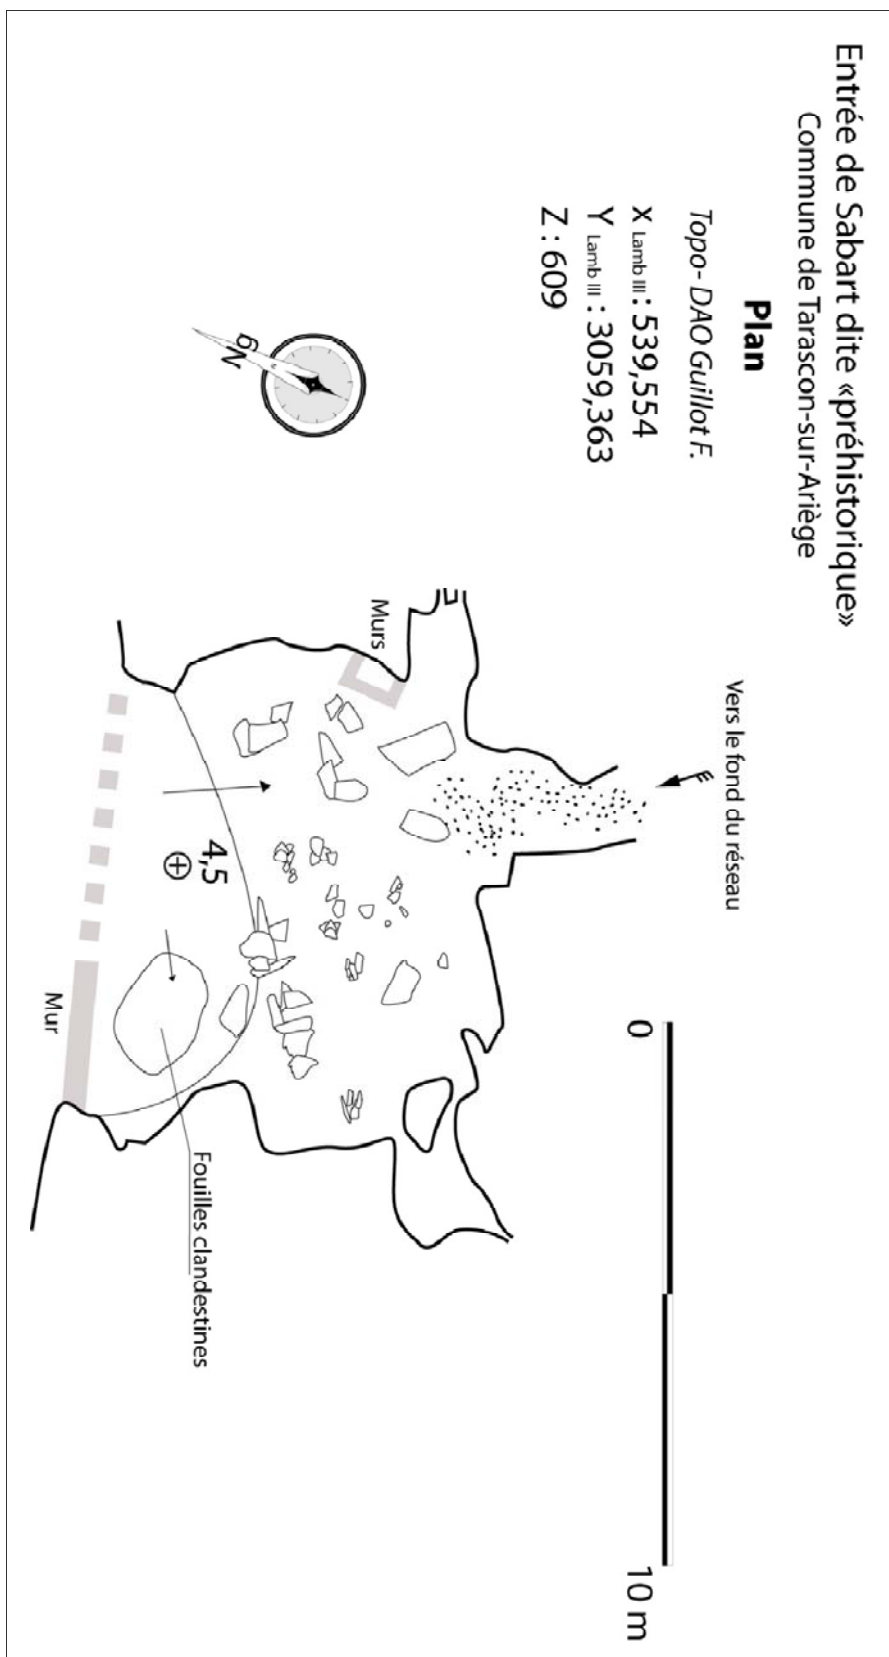 Entrée de Sabart dite «préhistorique»
Commune de Tarascon-sur-Ariège
Plan
Topo- DAO Guillot F.
X Lamb III : 539,554
Y Lamb III : 3059,363
Z : 609
Ng
Vers le fond du réseau
0
10 m
Murs
4,5
Mur
Fouilles clandestines